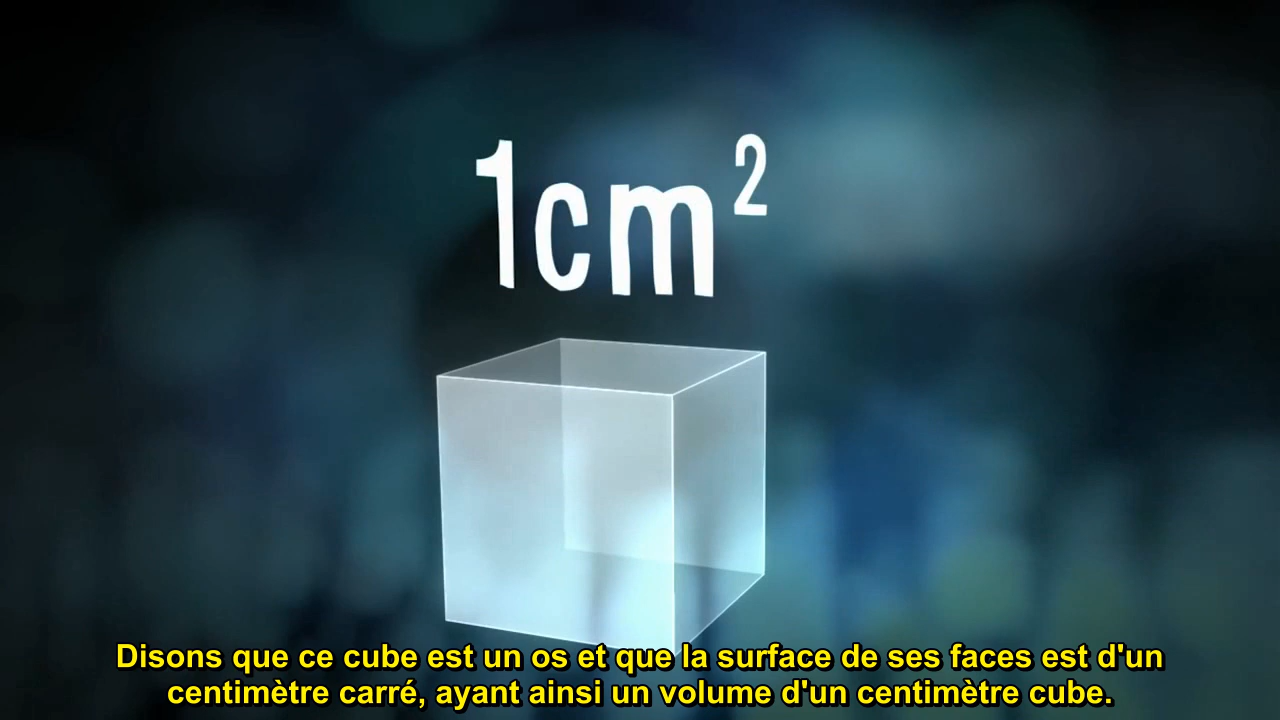 1cm²
Disons que ce cube est un os et que la surface de ses faces est d'un
centimètre carré, ayant ainsi un volume d'un centimètre cube.